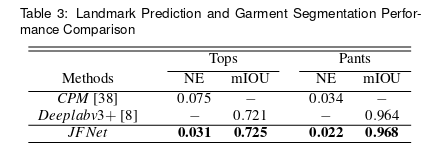 Table 3: Landmark Prediction and Garment Segmentation Perfor-
mance Comparison
Tops Pants
Methods NE mIOU NE mIOU
CPM [38] 0.075 − 0.034 −
Deeplabv3+ [8] − 0.721 − 0.964
JFNet 0.031 0.725 0.022 0.968